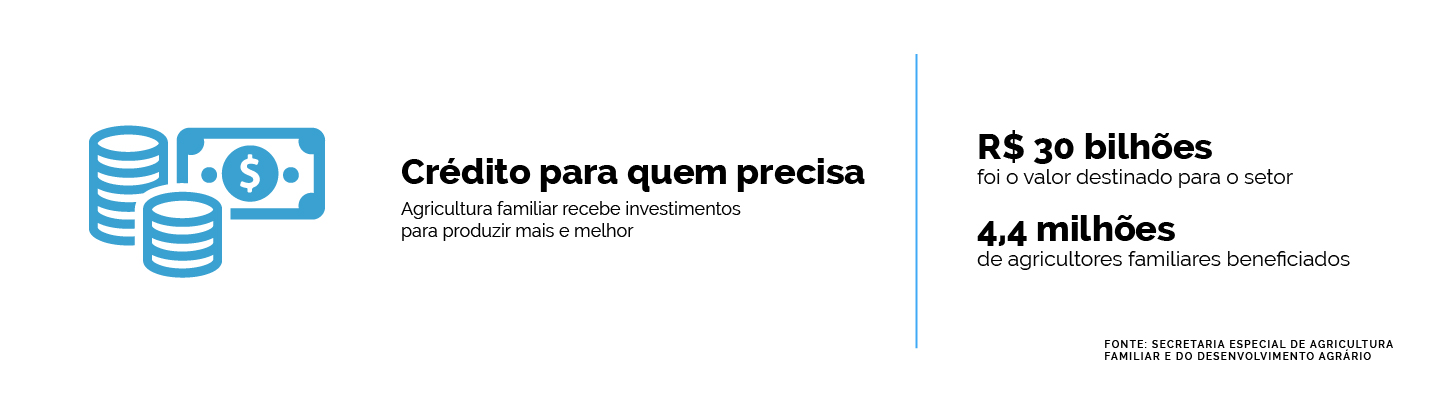 Crédito para quem precisa
Agricultura familiar recebe investimentos
para produzir mais e melhor
R$ 30 bilhões
foi o valor destinado para o setor
4,4 milhões
de agricultores familiares beneficiados
FONTE: SECRETARIA ESPECIAL DE AGRICULTURA
FAMILIAR E DO DESENVOLVIMENTO AGRÁRIO
$